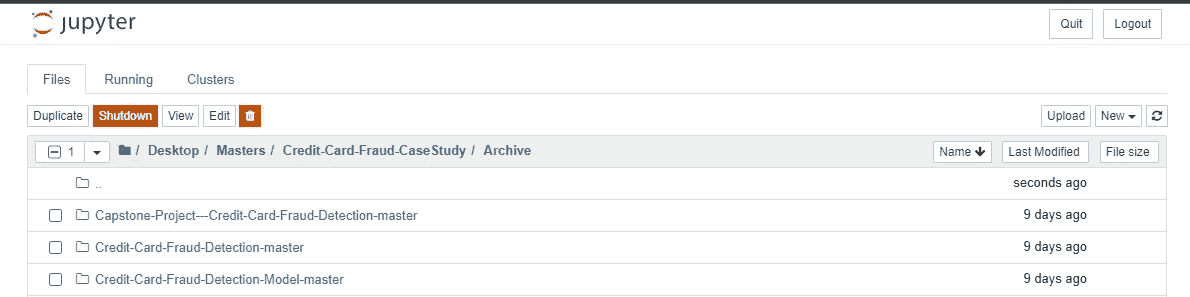 jupyter Quit Logout
Files Running Clusters
Duplicate Shutdown View Edit Upload New
1 / Desktop / Masters / Credit-Card-Fraud-CaseStudy / Archive Name Last Modified File size
.. seconds ago
Capstone-Project---Credit-Card-Fraud-Detection-master 9 days ago
Credit-Card-Fraud-Detection-master 9 days ago
Credit-Card-Fraud-Detection-Model-master 9 days ago